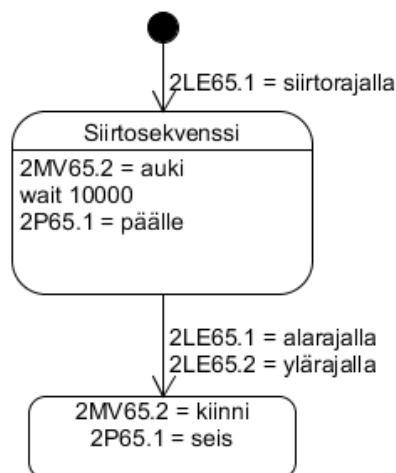 2LE65.1 = siirtorajalla
Siirtosekvenssi
2MV65.2 = auki
wait 10000
2P65.1 = päälle
2LE65.1 = alarajalla
2LE65.2 = ylärajalla
2MV65.2 = kiinni
2P65.1 = seis